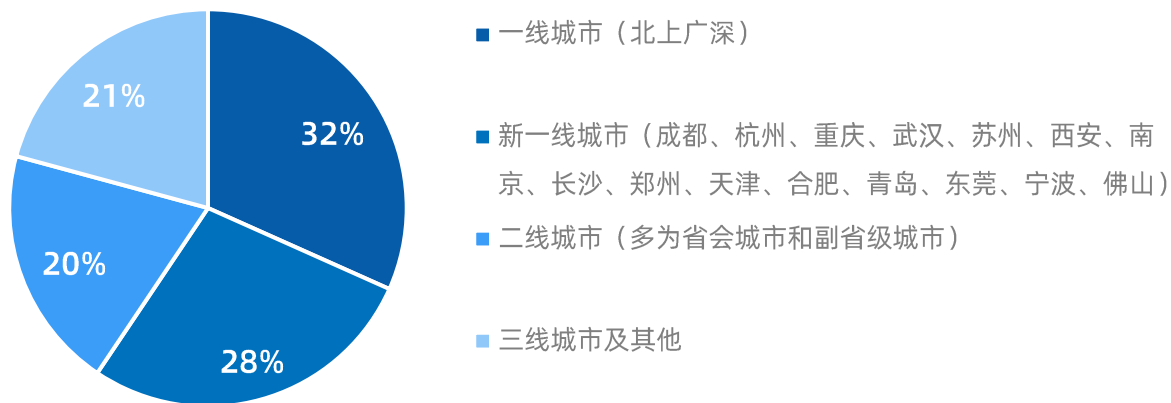 21%
32%
20%
28%
一线城市（北上广深）
新一线城市（成都、杭州、重庆、武汉、苏州、西安、南
京、长沙、郑州、天津、合肥、青岛、东莞、宁波、佛山）
二线城市（多为省会城市和副省级城市）
三线城市及其他